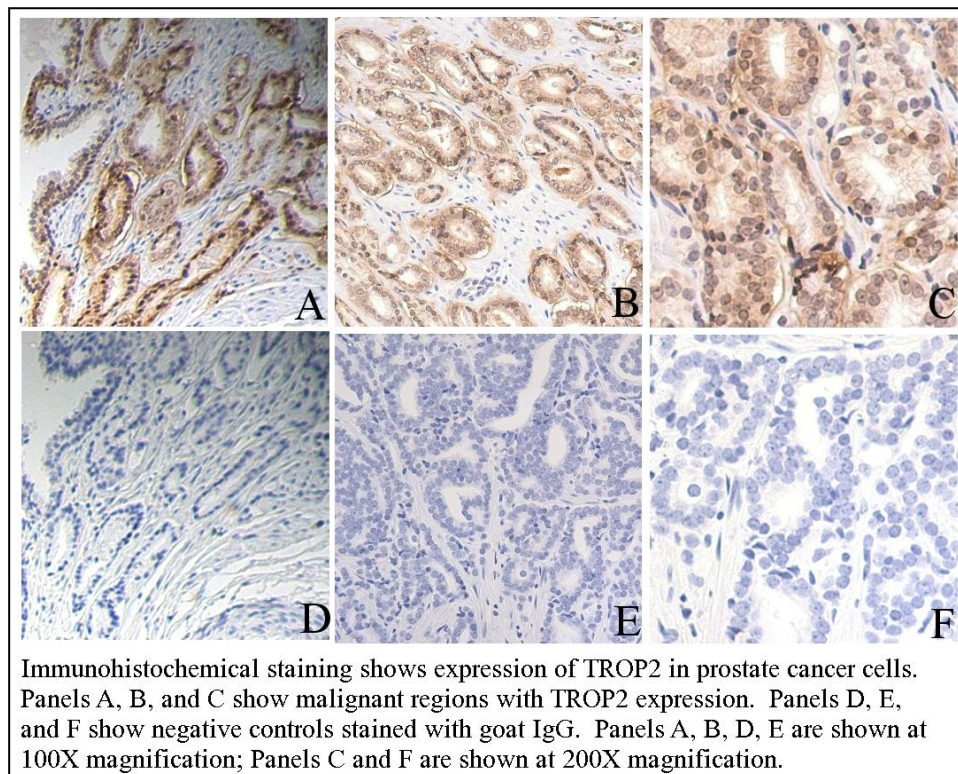 A
B
C
D
E
F
Immunohistochemical staining shows expression of TROP2 in prostate cancer cells.
Panels A, B, and C show malignant regions with TROP2 expression. Panels D, E,
and F show negative controls stained with goat IgG. Panels A, B, D, E are shown at
100X magnification; Panels C and F are shown at 200X magnification.